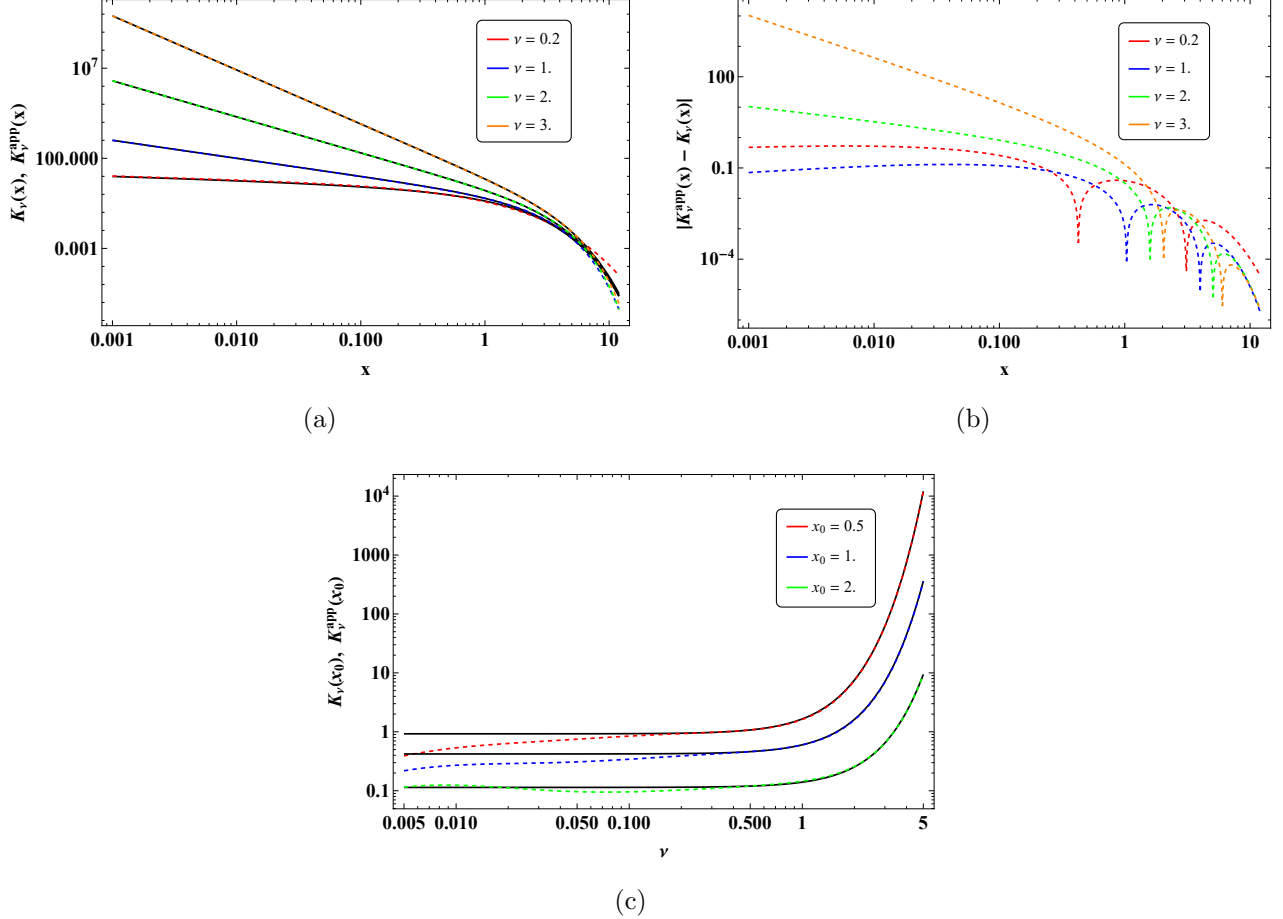 K_ν(x), K_ν^app(x)
10^7
100.000
0.001
0.001
0.010
0.100
1
10
x
ν = 0.2
ν = 1.
ν = 2.
ν = 3.
(a)
|K_ν^app(x) − K_ν(x)|
100
0.1
10^-4
0.001
0.010
0.100
1
10
x
ν = 0.2
ν = 1.
ν = 2.
ν = 3.
(b)
K_ν(x_0), K_ν^app(x_0)
10^4
1000
100
10
1
0.1
0.005
0.010
0.050
0.100
0.500
1
5
ν
x_0 = 0.5
x_0 = 1.
x_0 = 2.
(c)